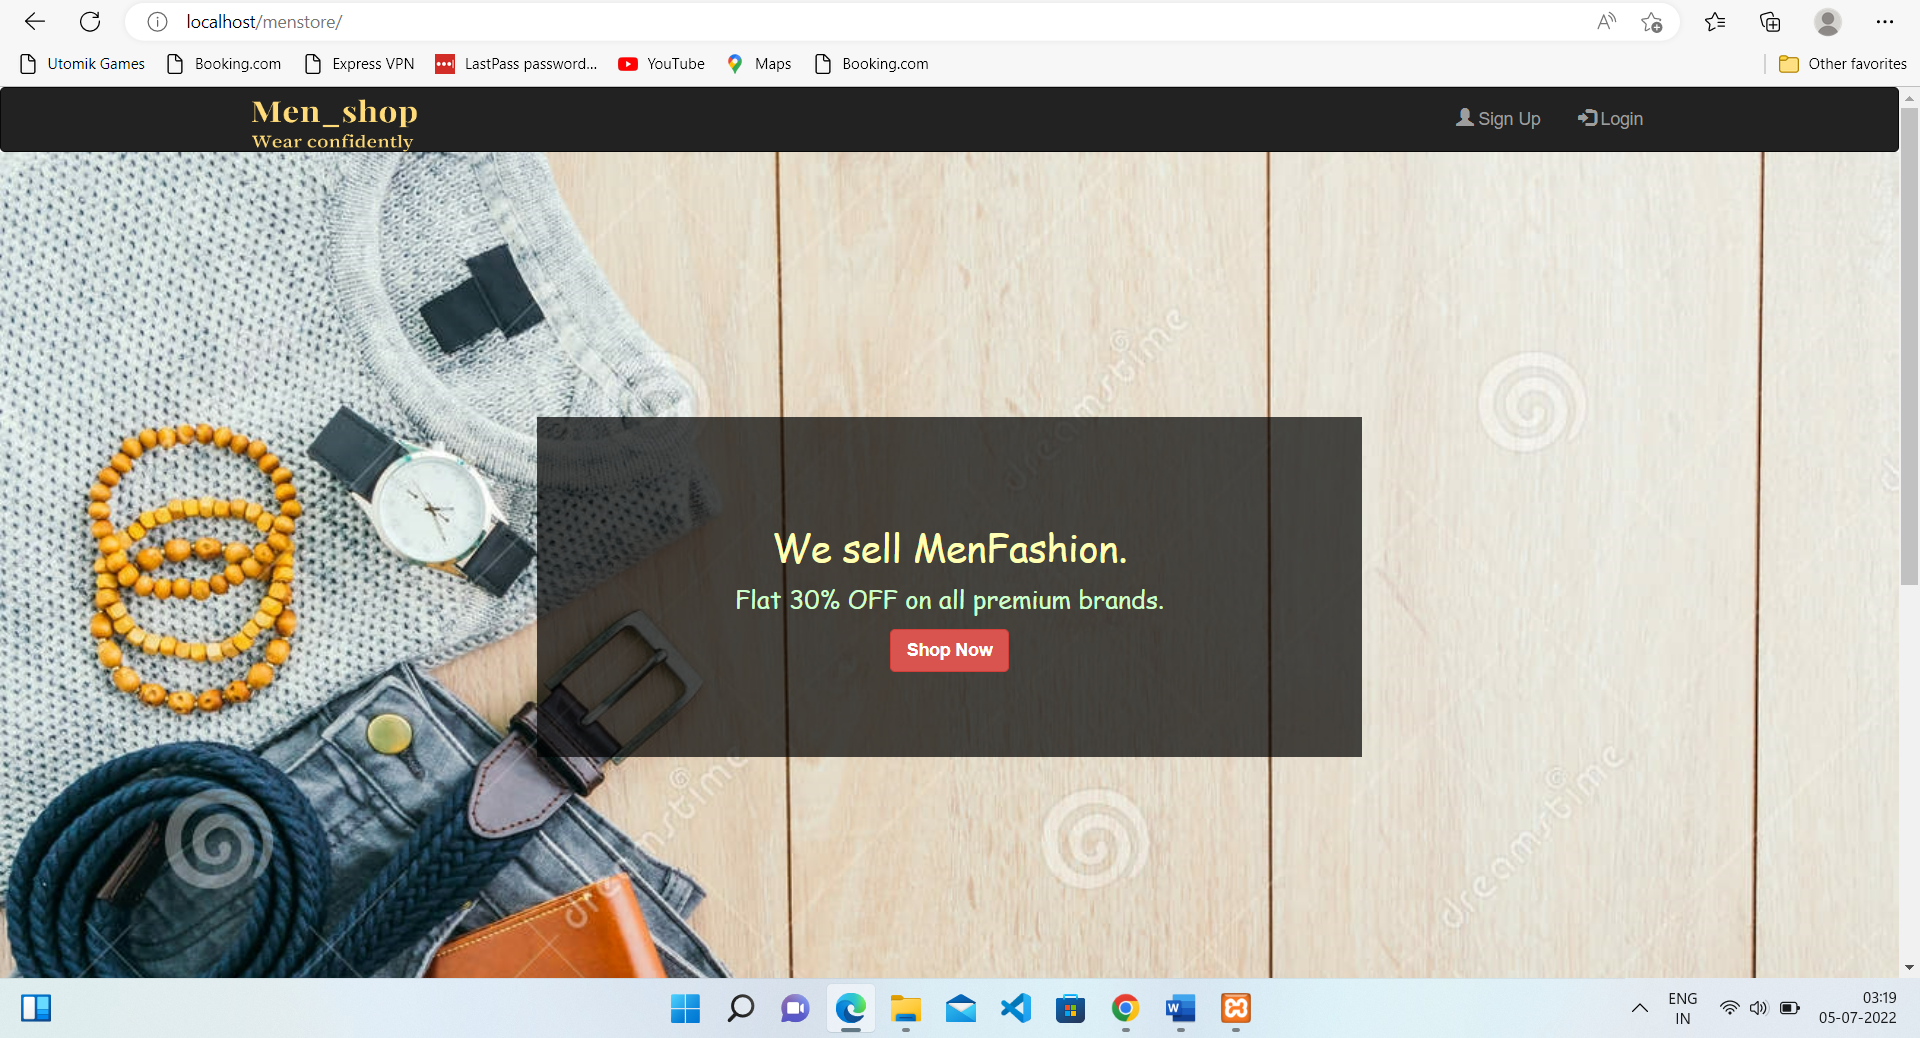 localhost/menstore/
Utomik Games Booking.com Express VPN LastPass password... YouTube Maps Booking.com Other favorites
Men_shop
Wear confidently
Sign Up Login
dreamstime
dreamstime
dreamstime
We sell MenFashion.
Flat 30% OFF on all premium brands.
Shop Now
ENG
IN
03:19
05-07-2022